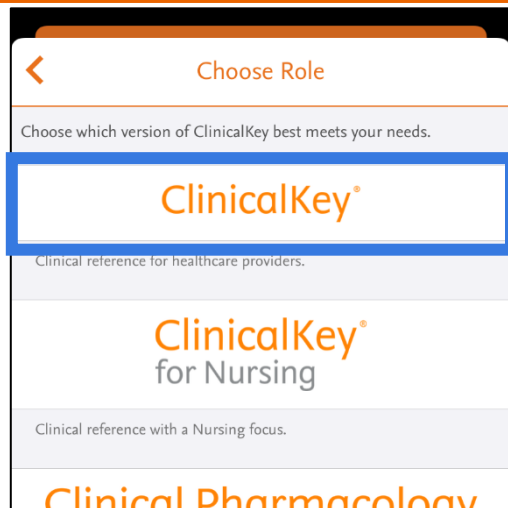 Choose Role
Choose which version of ClinicalKey best meets your needs.
ClinicalKey®
Clinical reference for healthcare providers.
ClinicalKey®
for Nursing
Clinical reference with a Nursing focus.
Clinical Pharmacology